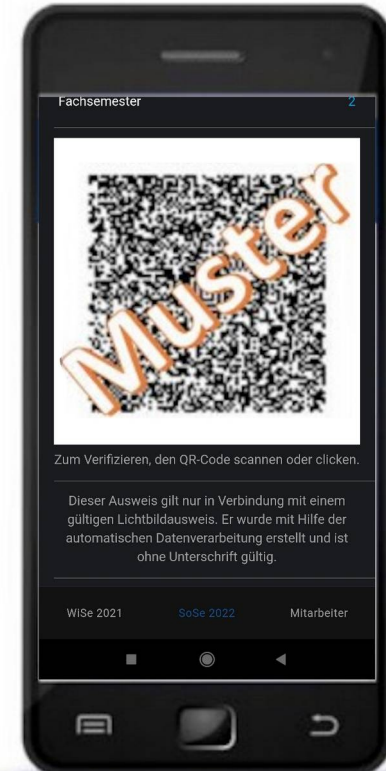 Fachsemester 2
Muster
Zum Verifizieren, den QR-Code scannen oder clicken.
Dieser Ausweis gilt nur in Verbindung mit einem
gültigen Lichtbildausweis. Er wurde mit Hilfe der
automatischen Datenverarbeitung erstellt und ist
ohne Unterschrift gültig.
WiSe 2021 SoSe 2022 Mitarbeiter